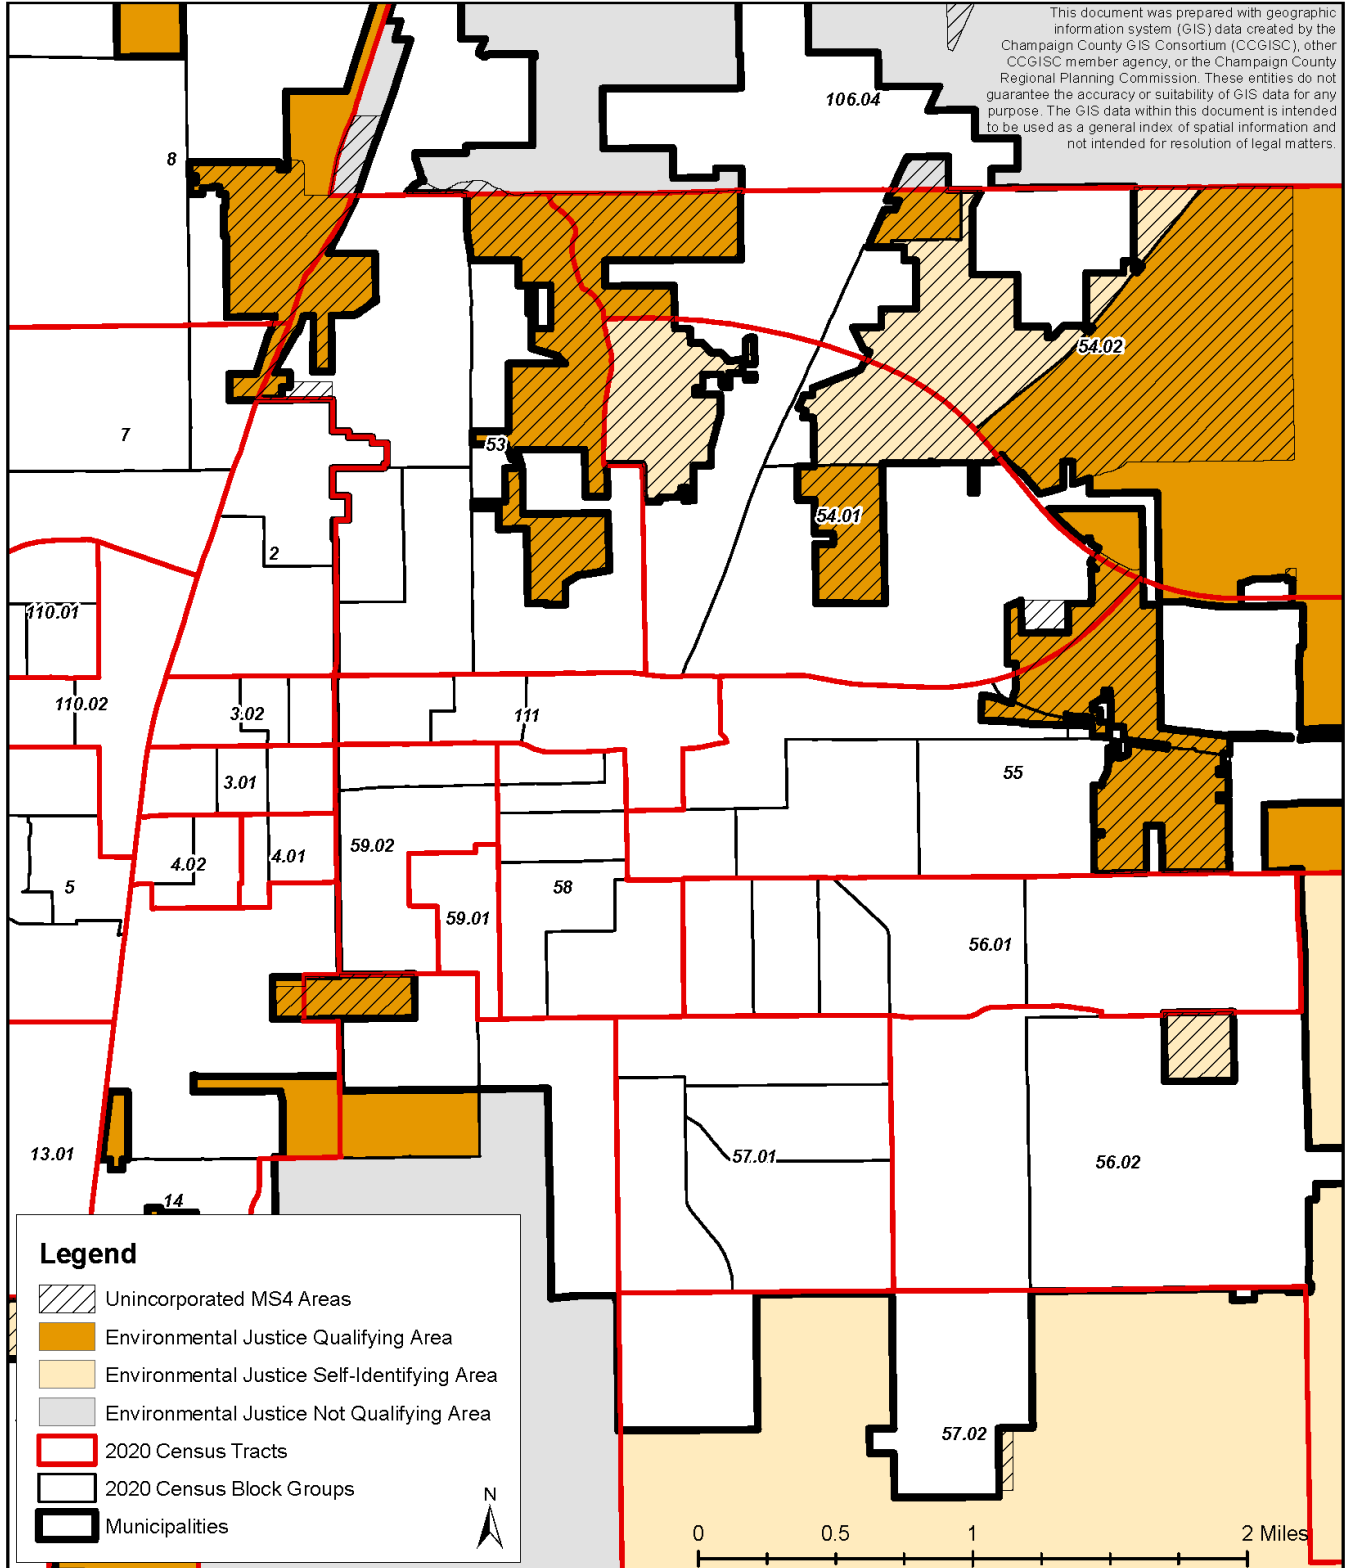 This document was prepared with geographic
information system (GIS) data created by the
Champaign County GIS Consortium (CCGISC), other
CCGISC member agency, or the Champaign County
Regional Planning Commission. These entities do not
guarantee the accuracy or suitability of GIS data for any
purpose. The GIS data within this document is intended
to be used as a general index of spatial information and
not intended for resolution of legal matters.
106.04
8
54.02
7
53
54.01
2
110.01
110.02
3.02
111
3.01
55
59.02
4.02
4.01
5
58
59.01
56.01
13.01
57.01
56.02
14
Legend
Unincorporated MS4 Areas
Environmental Justice Qualifying Area
Environmental Justice Self-Identifying Area
Environmental Justice Not Qualifying Area
2020 Census Tracts
2020 Census Block Groups
Municipalities
N
57.02
0 0.5 1 2 Miles